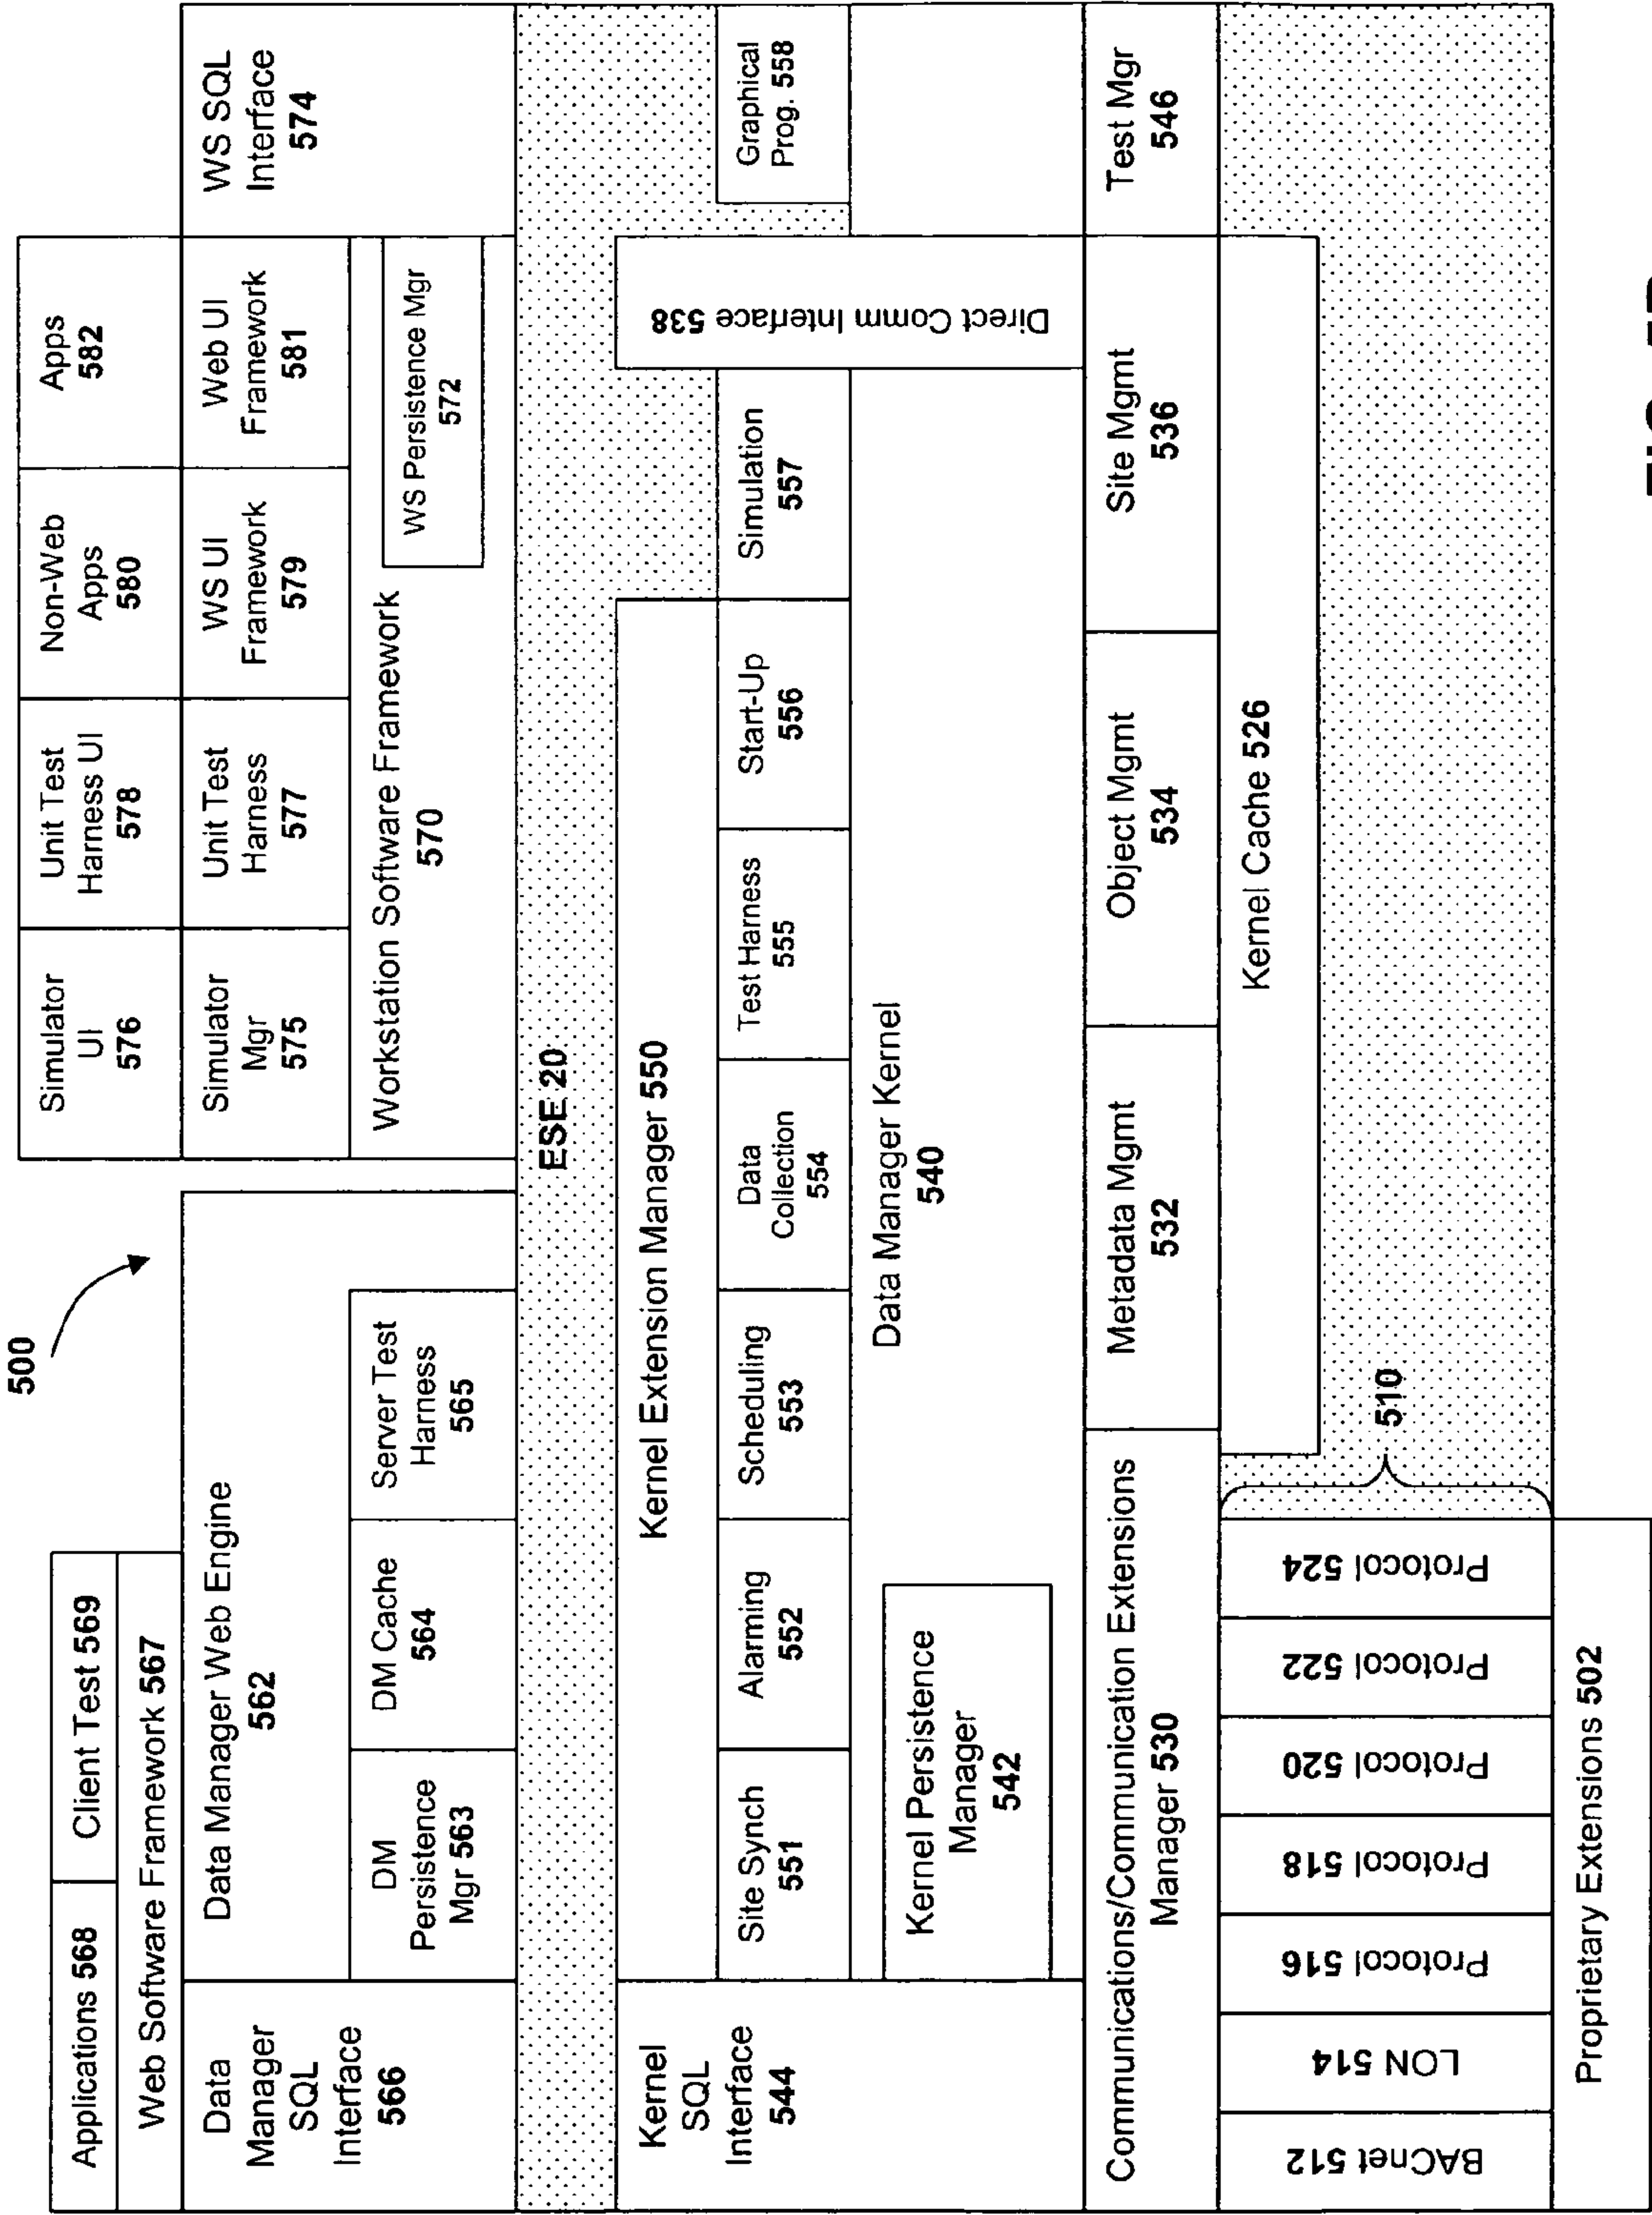 500
Applications 568
Client Test 569
Web Software Framework 567
Data
Manager
SQL
Interface
566
Data Manager Web Engine
562
DM
Persistence
Mgr 563
DM Cache
564
Server Test
Harness
565
Simulator
UI
576
Unit Test
Harness UI
578
Non-Web
Apps
580
Apps
582
Simulator
Mgr
575
Unit Test
Harness
577
WS UI
Framework
579
Web UI
Framework
581
WS SQL
Interface
574
Workstation Software Framework
570
WS Persistence Mgr
572
ESE 20
Kernel
SQL
Interface
544
Kernel Extension Manager 550
Site Synch
551
Alarming
552
Scheduling
553
Data
Collection
554
Test Harness
555
Start-Up
556
Simulation
557
Direct Comm Interface 538
Graphical
Prog. 558
Kernel Persistence
Manager
542
Data Manager Kernel
540
Communications/Communication Extensions
Manager 530
Metadata Mgmt
532
Object Mgmt
534
Site Mgmt
536
Test Mgr
546
Kernel Cache 526
BACnet 512
LON 514
Protocol 516
Protocol 518
Protocol 520
Protocol 522
Protocol 524
510
Proprietary Extensions 502